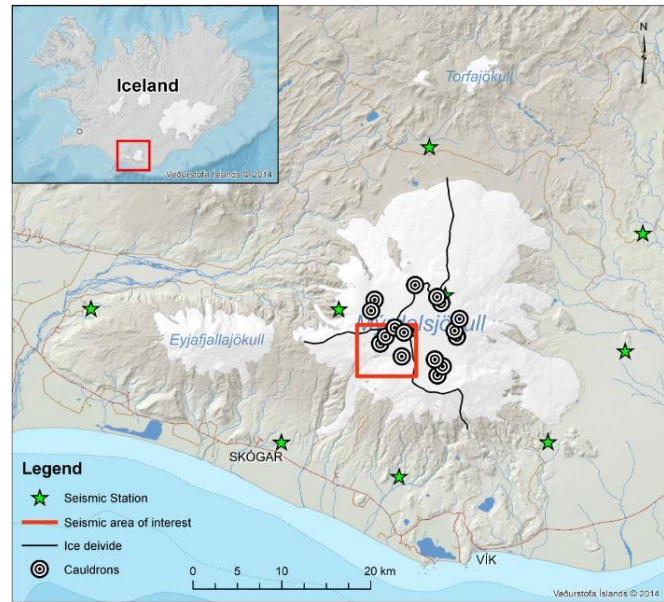 Iceland
Veðurstofa Íslands © 2014
N
Torfajökull
Mýrdalsjökull
Eyjafjallajökull
SKÓGAR
VÍK
Legend
Seismic Station
Seismic area of interest
Ice deivide
Cauldrons
0 5 10 20 km
Veðurstofa Íslands © 2014